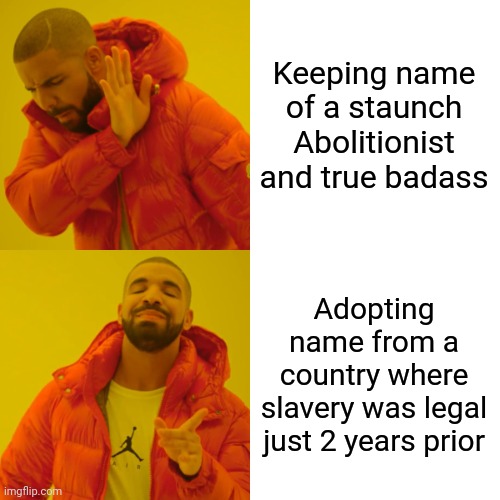 Keeping name
of a staunch
Abolitionist
and true badass
Adopting
name from a
country where
slavery was legal
just 2 years prior
imgflip.com